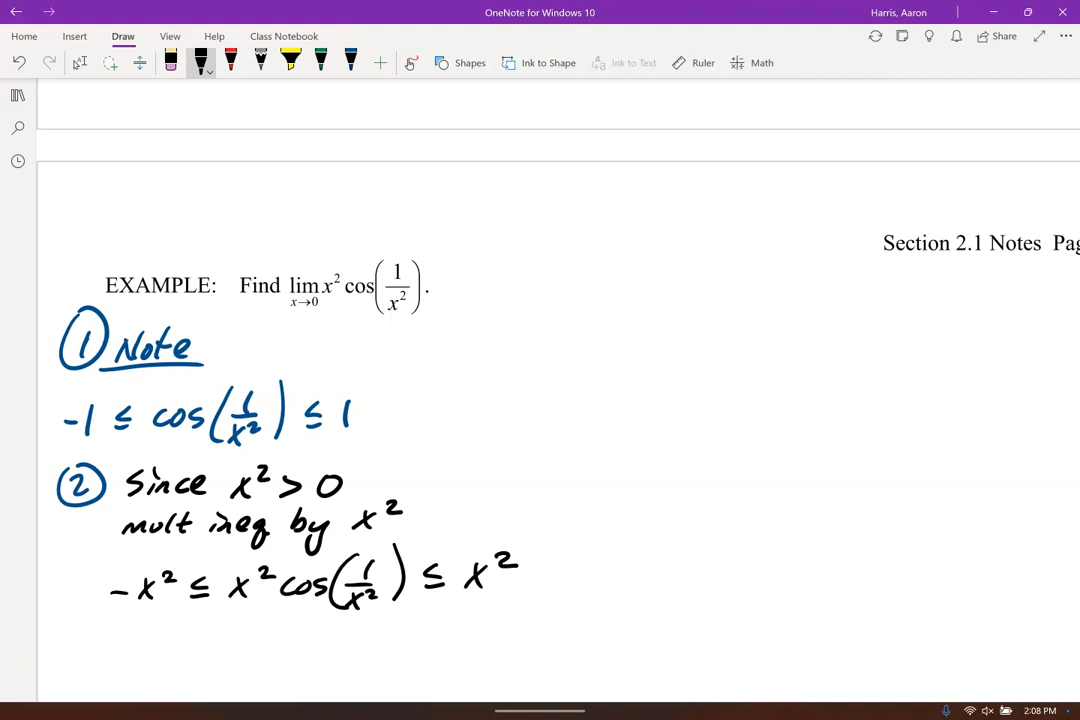 OneNote for Windows 10
Harris, Aaron
Home Insert Draw View Help Class Notebook
Share
Shapes Ink to Shape Ink to Text Ruler Math
Section 2.1 Notes Pag
EXAMPLE: Find lim x→0 x² cos(1/x²).
① Note
-1 ≤ cos(1/x²) ≤ 1
② Since x² > 0
mult ineq by x²
-x² ≤ x² cos(1/x²) ≤ x²
2:08 PM